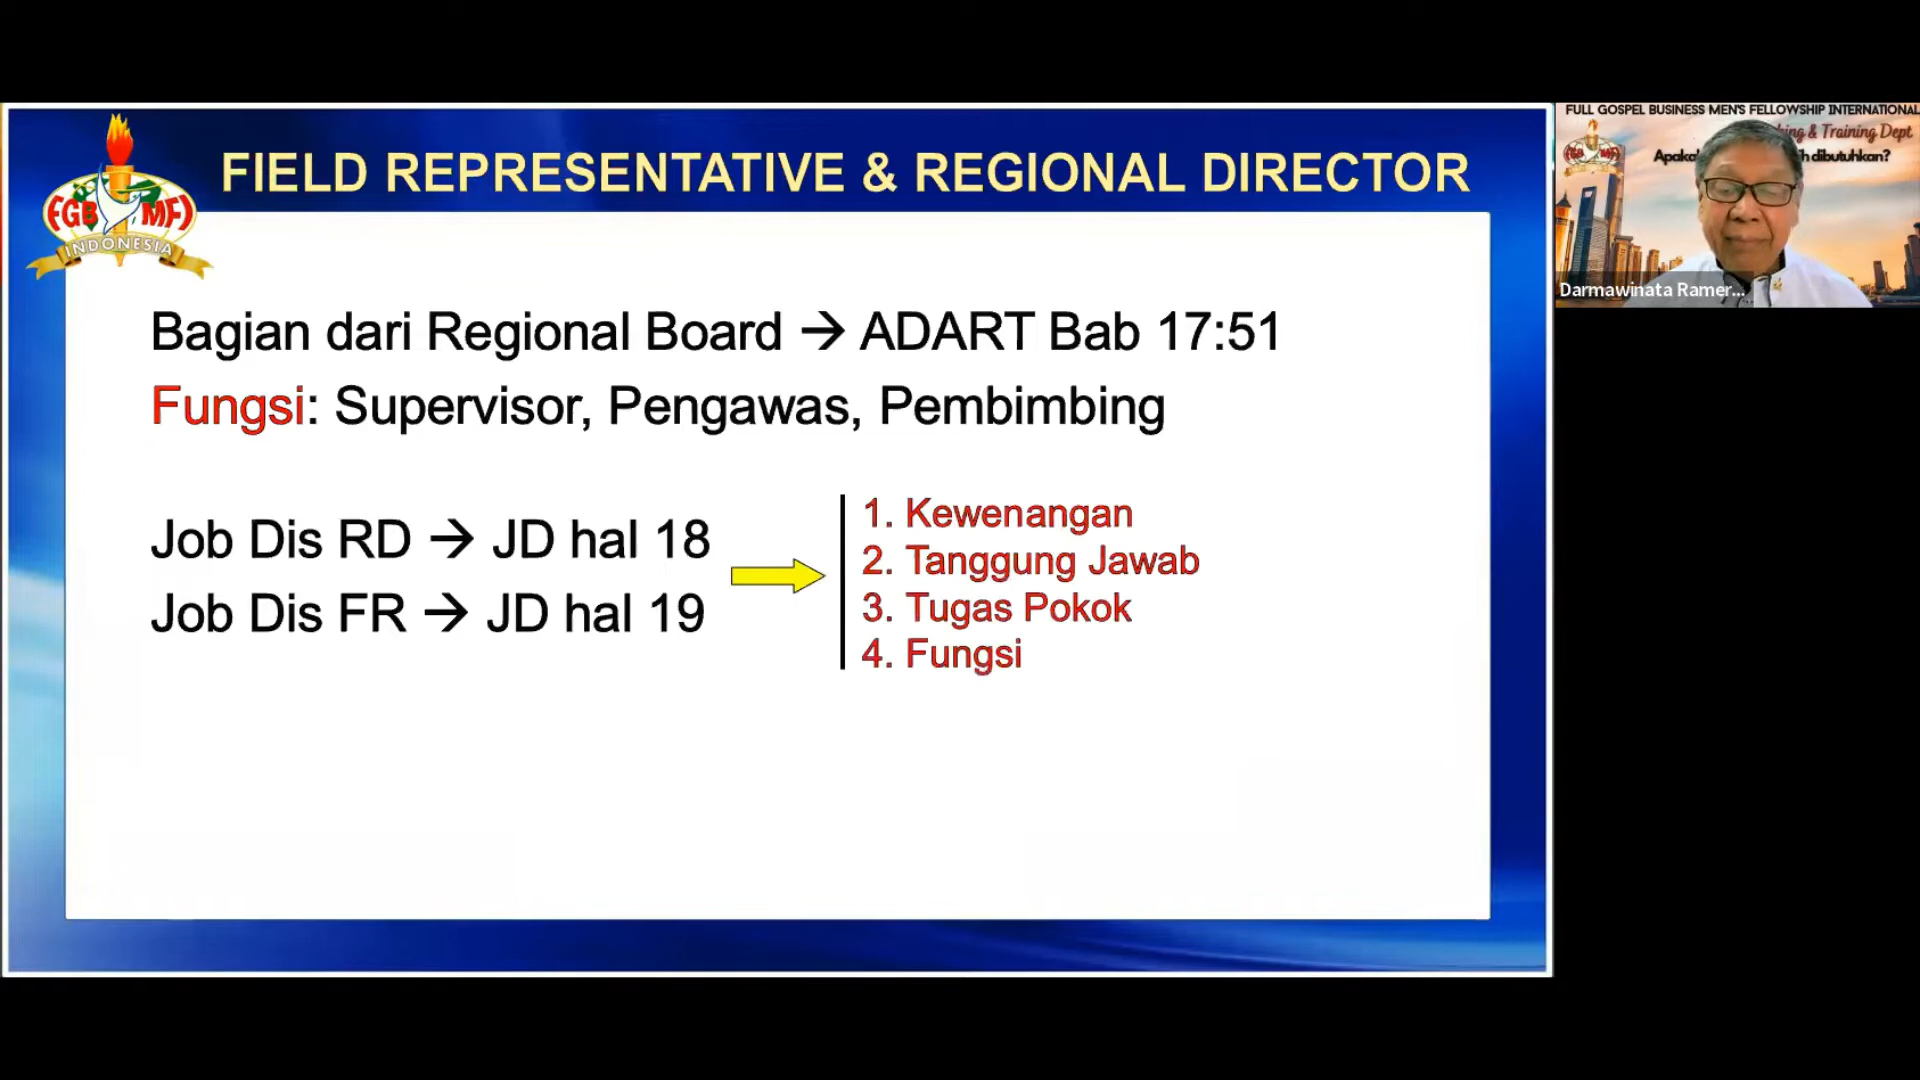 FIELD REPRESENTATIVE & REGIONAL DIRECTOR
FGB MFI
INDONESIA
Bagian dari Regional Board → ADART Bab 17:51
Fungsi: Supervisor, Pengawas, Pembimbing
Job Dis RD → JD hal 18
Job Dis FR → JD hal 19
1. Kewenangan
2. Tanggung Jawab
3. Tugas Pokok
4. Fungsi
FULL GOSPEL BUSINESS MEN'S FELLOWSHIP INTERNATIONAL
& Training Dept
dibutuhkan?
Darmawinata Ramer...